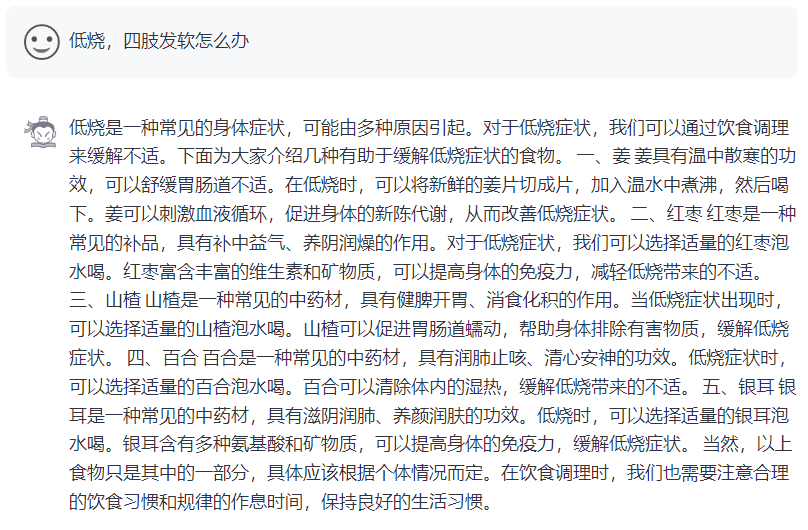 低烧，四肢发软怎么办
低烧是一种常见的身体症状，可能由多种原因引起。对于低烧症状，我们可以通过饮食调理
来缓解不适。下面为大家介绍几种有助于缓解低烧症状的食物。 一、姜 姜具有温中散寒的功
效，可以舒缓胃肠道不适。在低烧时，可以将新鲜的姜片切成片，加入温水中煮沸，然后喝
下。姜可以刺激血液循环，促进身体的新陈代谢，从而改善低烧症状。 二、红枣 红枣是一种
常见的补品，具有补中益气、养阴润燥的作用。对于低烧症状，我们可以选择适量的红枣泡
水喝。红枣富含丰富的维生素和矿物质，可以提高身体的免疫力，减轻低烧带来的不适。
三、山楂 山楂是一种常见的中药材，具有健脾开胃、消食化积的作用。当低烧症状出现时，
可以选择适量的山楂泡水喝。山楂可以促进胃肠道蠕动，帮助身体排除有害物质，缓解低烧
症状。 四、百合 百合是一种常见的中药材，具有润肺止咳、清心安神的功效。低烧症状时，
可以选择适量的百合泡水喝。百合可以清除体内的湿热，缓解低烧带来的不适。 五、银耳 银
耳是一种常见的中药材，具有滋阴润肺、养颜润肤的功效。低烧时，可以选择适量的银耳泡
水喝。银耳含有多种氨基酸和矿物质，可以提高身体的免疫力，缓解低烧症状。 当然，以上
食物只是其中的一部分，具体应该根据个体情况而定。在饮食调理时，我们也需要注意合理
的饮食习惯和规律的作息时间，保持良好的生活习惯。